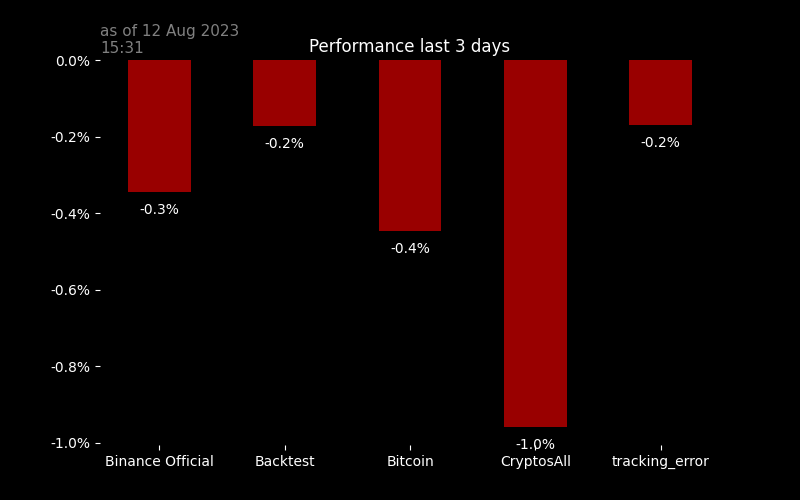 as of 12 Aug 2023
15:31
Performance last 3 days
0.0%
-0.2%
-0.4%
-0.6%
-0.8%
-1.0%
-0.3%
-0.2%
-0.4%
-1.0%
-0.2%
Binance Official
Backtest
Bitcoin
CryptosAll
tracking_error